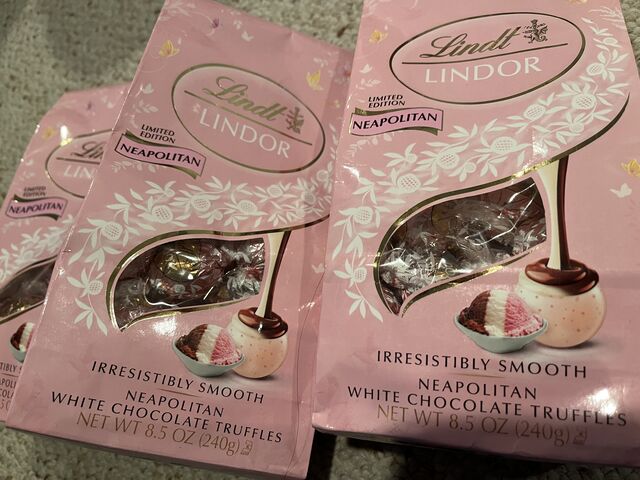 Lindt
LINDOR
LIMITED
EDITION
NEAPOLITAN
IRRESISTIBLY SMOOTH
NEAPOLITAN
WHITE CHOCOLATE TRUFFLES
NET WT 8.5 OZ (240g)
Lindt
LINDOR
LIMITED
EDITION
NEAPOLITAN
IRRESISTIBLY SMOOTH
NEAPOLITAN
WHITE CHOCOLATE TRUFFLES
NET WT 8.5 OZ (240g)
Lindt
LIMITED
EDITION
NEAPOLITAN